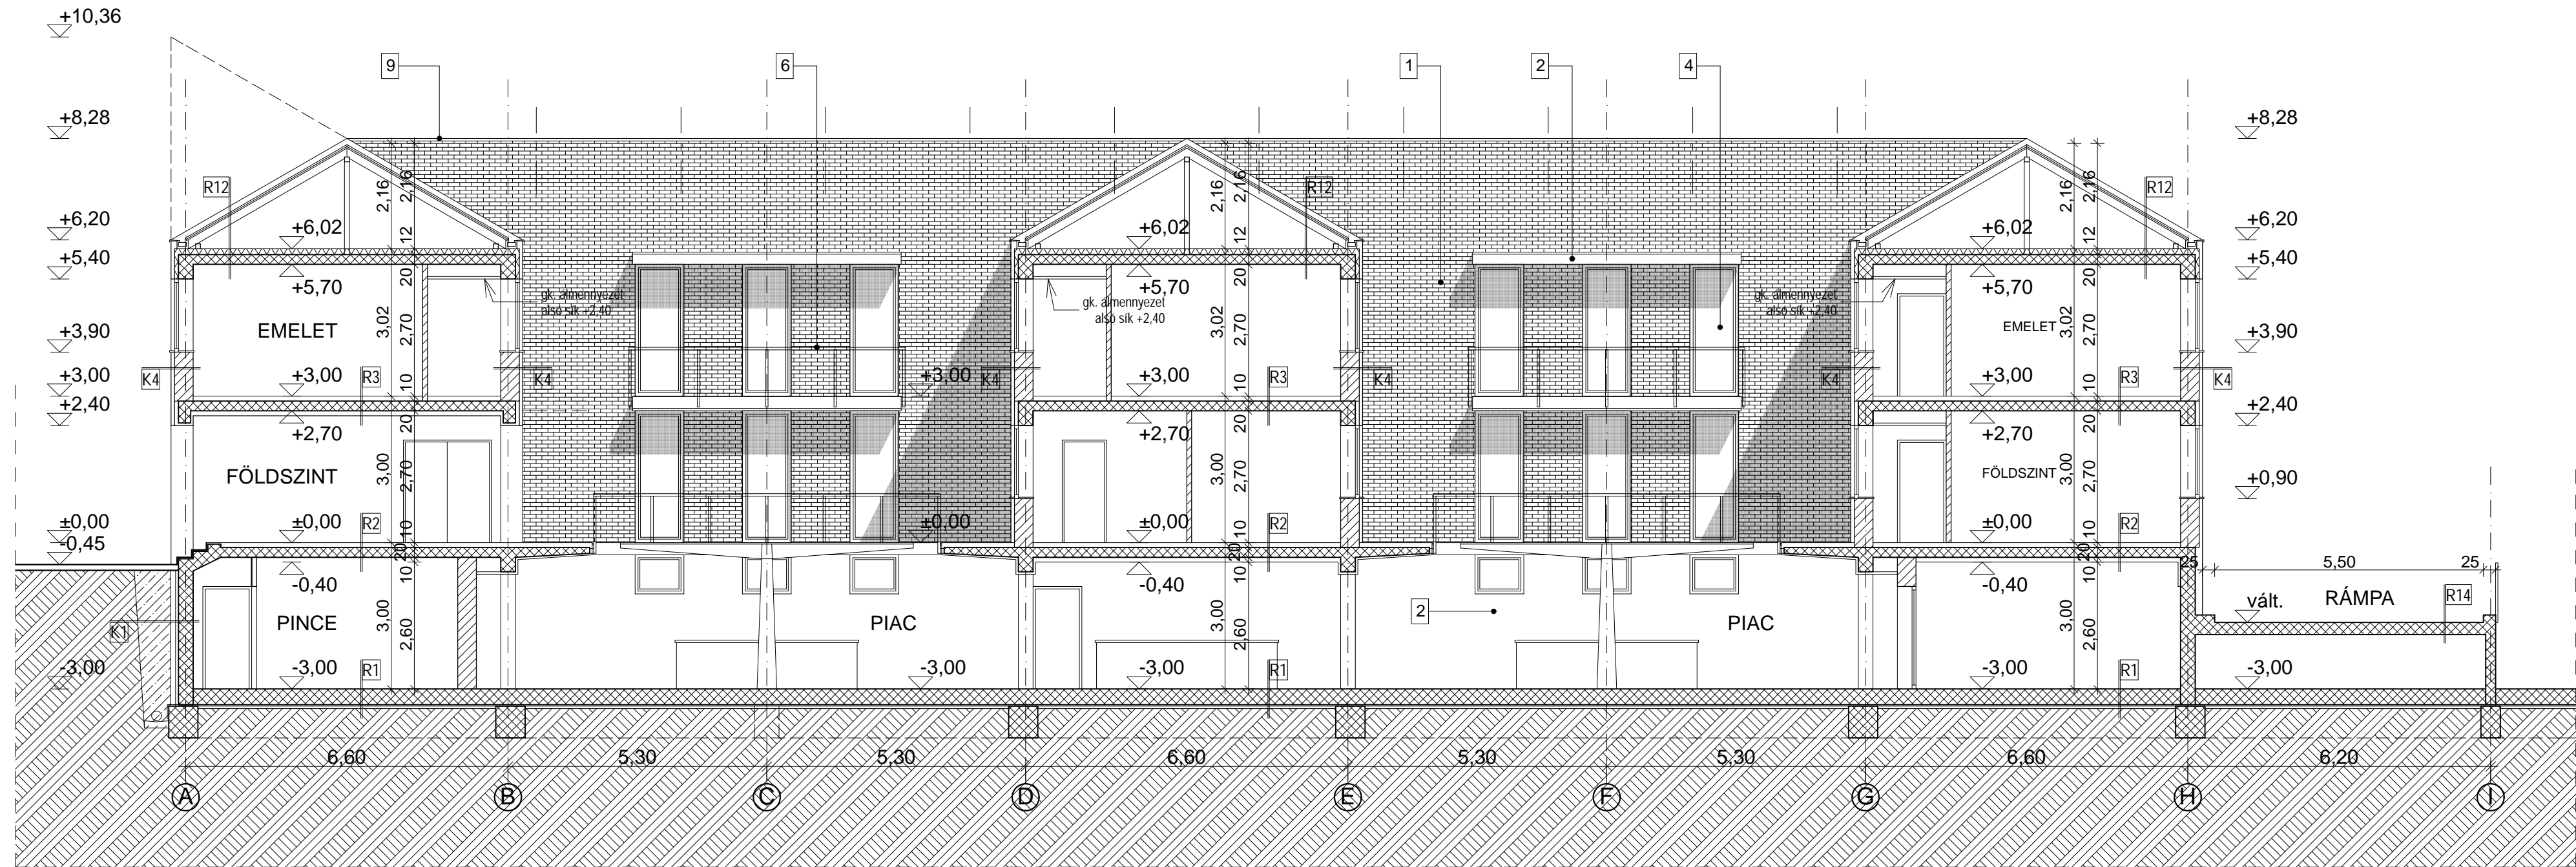 +10,36
9
6
1
2
4
+8,28
+8,28
R12
2,16
2,16
2,16
2,16
R12
2,16
2,16
R12
+6,20
+6,02
+6,02
+6,02
+6,20
12
12
12
+5,40
+5,40
20
20
20
+5,70
gk. álmennyezet
alsó sík +2,40
gk. álmennyezet
alsó sík +2,40
+5,70
gk. álmennyezet
alsó sík +2,40
+5,70
EMELET
3,02
2,70
3,02
2,70
EMELET
3,02
2,70
+3,90
+3,90
K4
+3,00
+3,00
R3
10
K4
+3,00
K4
+3,00
10
R3
K4
K4
+3,00
R3
10
K4
+3,00
+2,40
+2,40
20
20
20
+2,70
+2,70
+2,70
FÖLDSZINT
3,00
2,70
3,00
2,70
FÖLDSZINT
3,00
2,70
+0,90
±0,00
±0,00
R2
10
±0,00
±0,00
10
R2
±0,00
R2
10
-0,45
20
20
20
25
5,50
25
-0,40
10
-0,40
10
-0,40
10
2
vált.
RÁMPA
R14
K1
PINCE
3,00
2,60
PIAC
3,00
2,60
PIAC
3,00
2,60
-3,00
-3,00
R1
-3,00
-3,00
R1
-3,00
R1
-3,00
6,60
5,30
5,30
6,60
5,30
5,30
6,60
6,20
A
B
C
D
E
F
G
H
I